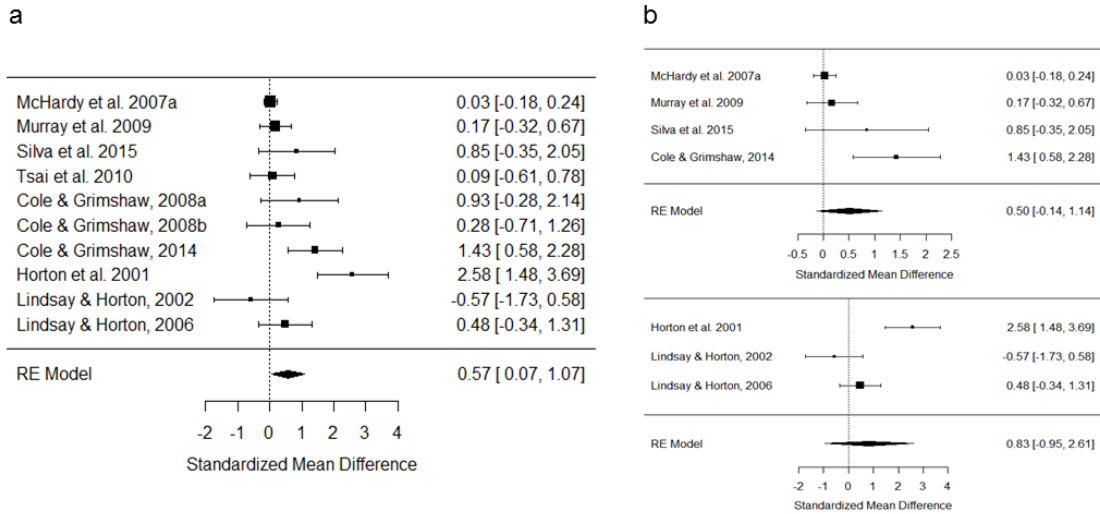 a
McHardy et al. 2007a 0.03 [-0.18, 0.24]
Murray et al. 2009 0.17 [-0.32, 0.67]
Silva et al. 2015 0.85 [-0.35, 2.05]
Tsai et al. 2010 0.09 [-0.61, 0.78]
Cole & Grimshaw, 2008a 0.93 [-0.28, 2.14]
Cole & Grimshaw, 2008b 0.28 [-0.71, 1.26]
Cole & Grimshaw, 2014 1.43 [ 0.58, 2.28]
Horton et al. 2001 2.58 [ 1.48, 3.69]
Lindsay & Horton, 2002 -0.57 [-1.73, 0.58]
Lindsay & Horton, 2006 0.48 [-0.34, 1.31]
RE Model 0.57 [ 0.07, 1.07]
-2 -1 0 1 2 3 4
Standardized Mean Difference
b
McHardy et al. 2007a 0.03 [-0.18, 0.24]
Murray et al. 2009 0.17 [-0.32, 0.67]
Silva et al. 2015 0.85 [-0.35, 2.05]
Cole & Grimshaw, 2014 1.43 [ 0.58, 2.28]
RE Model 0.50 [-0.14, 1.14]
-0.5 0 0.5 1 1.5 2 2.5
Standardized Mean Difference
Horton et al. 2001 2.58 [ 1.48, 3.69]
Lindsay & Horton, 2002 -0.57 [-1.73, 0.58]
Lindsay & Horton, 2006 0.48 [-0.34, 1.31]
RE Model 0.83 [-0.95, 2.61]
-2 -1 0 1 2 3 4
Standardized Mean Difference